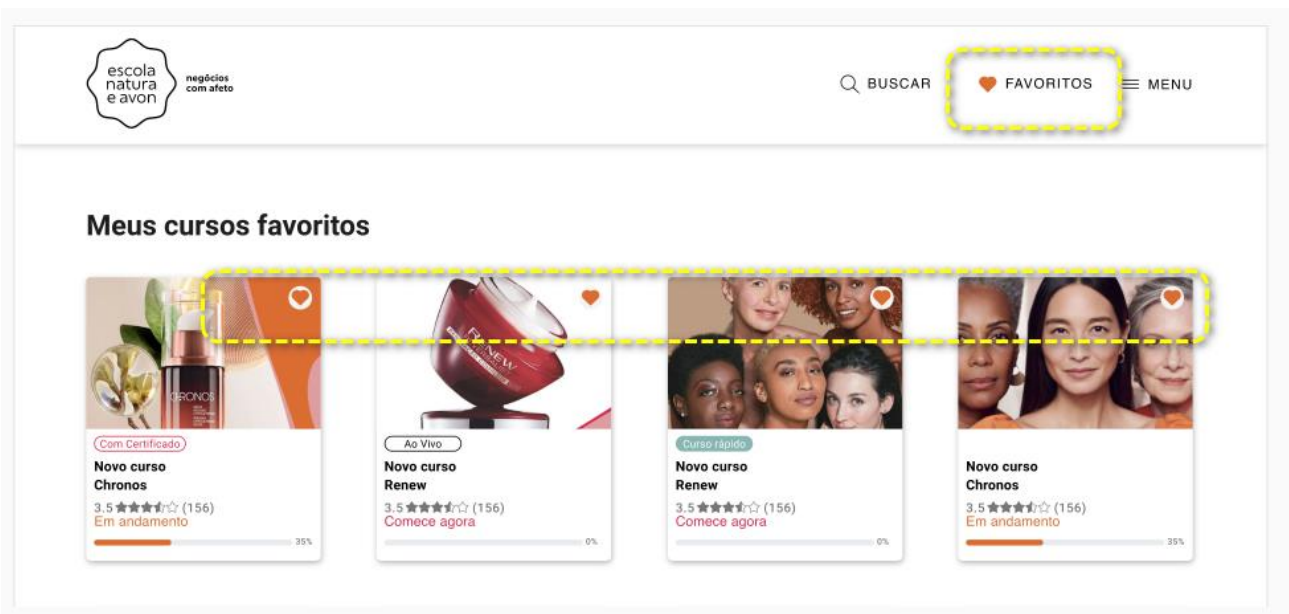 escola
natura
e avon
negócios
com afeto
BUSCAR
FAVORITOS
MENU
Meus cursos favoritos
CHRONOS
RENEW
Com Certificado
Novo curso
Chronos
3.5 (156)
Em andamento
35%
Ao Vivo
Novo curso
Renew
3.5 (156)
Comece agora
0%
Curso rápido
Novo curso
Renew
3.5 (156)
Comece agora
0%
Novo curso
Chronos
3.5 (156)
Em andamento
35%